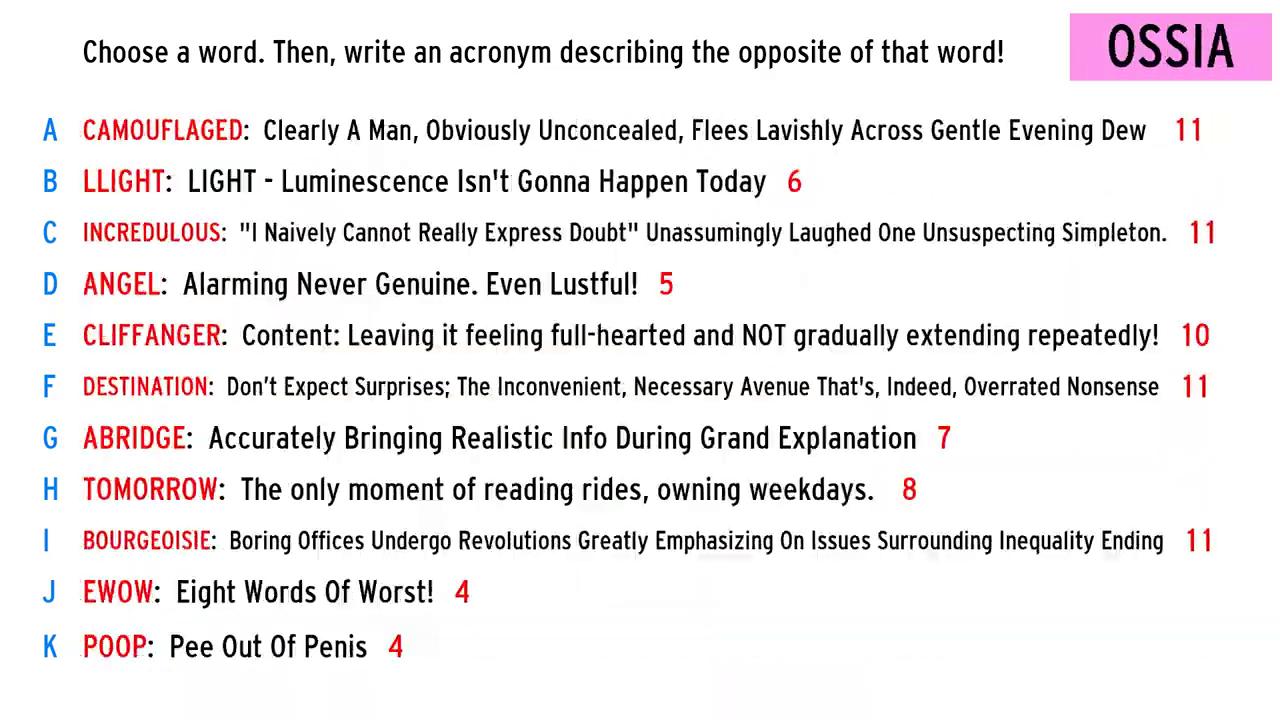 Choose a word. Then, write an acronym describing the opposite of that word!
OSSIA
A CAMOUFLAGED: Clearly A Man, Obviously Unconcealed, Flees Lavishly Across Gentle Evening Dew 11
B LLIGHT: LIGHT - Luminescence Isn't Gonna Happen Today 6
C INCREDULOUS: "I Naively Cannot Really Express Doubt" Unassumingly Laughed One Unsuspecting Simpleton. 11
D ANGEL: Alarming Never Genuine. Even Lustful! 5
E CLIFFANGER: Content: Leaving it feeling full-hearted and NOT gradually extending repeatedly! 10
F DESTINATION: Don't Expect Surprises; The Inconvenient, Necessary Avenue That's, Indeed, Overrated Nonsense 11
G ABRIDGE: Accurately Bringing Realistic Info During Grand Explanation 7
H TOMORROW: The only moment of reading rides, owning weekdays. 8
I BOURGEOISIE: Boring Offices Undergo Revolutions Greatly Emphasizing On Issues Surrounding Inequality Ending 11
J EWOW: Eight Words Of Worst! 4
K POOP: Pee Out Of Penis 4